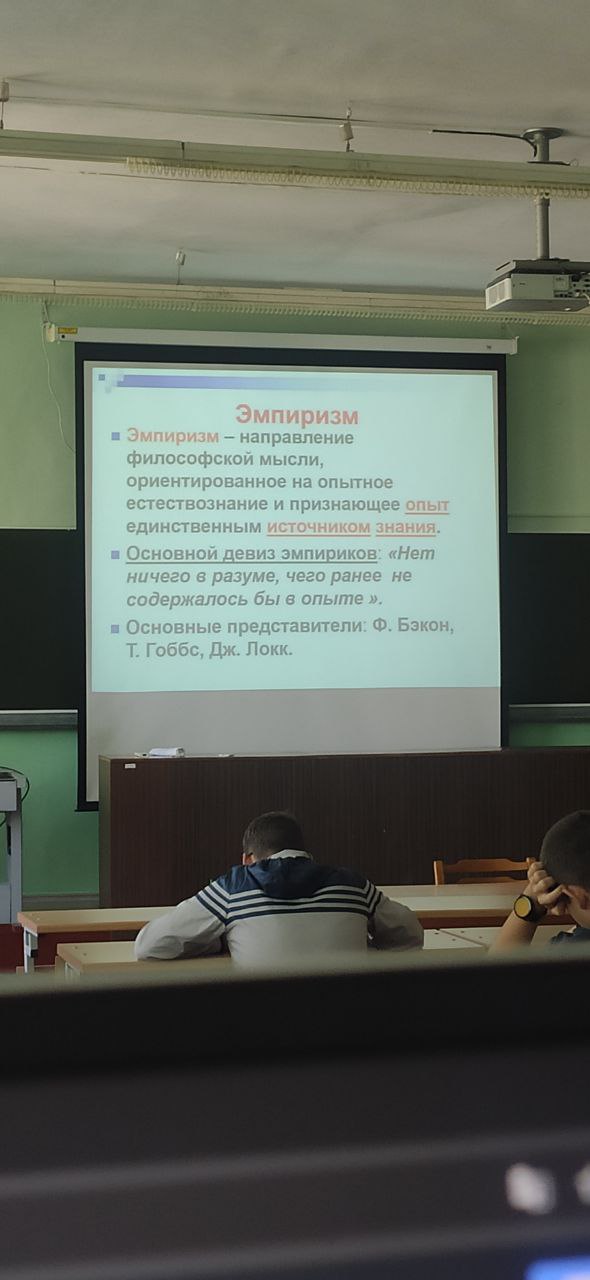 Эмпиризм
Эмпиризм – направление
философской мысли,
ориентированное на опытное
естествознание и признающее опыт
единственным источником знания.
Основной девиз эмпириков: «Нет
ничего в разуме, чего ранее не
содержалось бы в опыте ».
Основные представители: Ф. Бэкон,
Т. Гоббс, Дж. Локк.